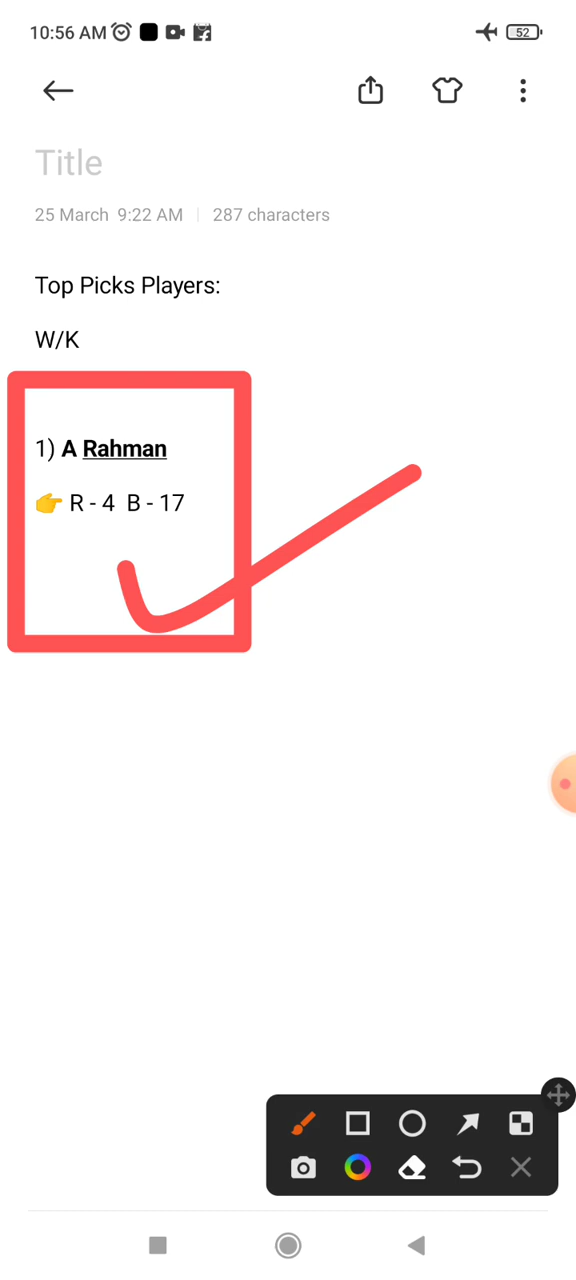 10:56 AM
52
Title
25 March 9:22 AM | 287 characters
Top Picks Players:
W/K
1) A Rahman
👉 R - 4 B - 17